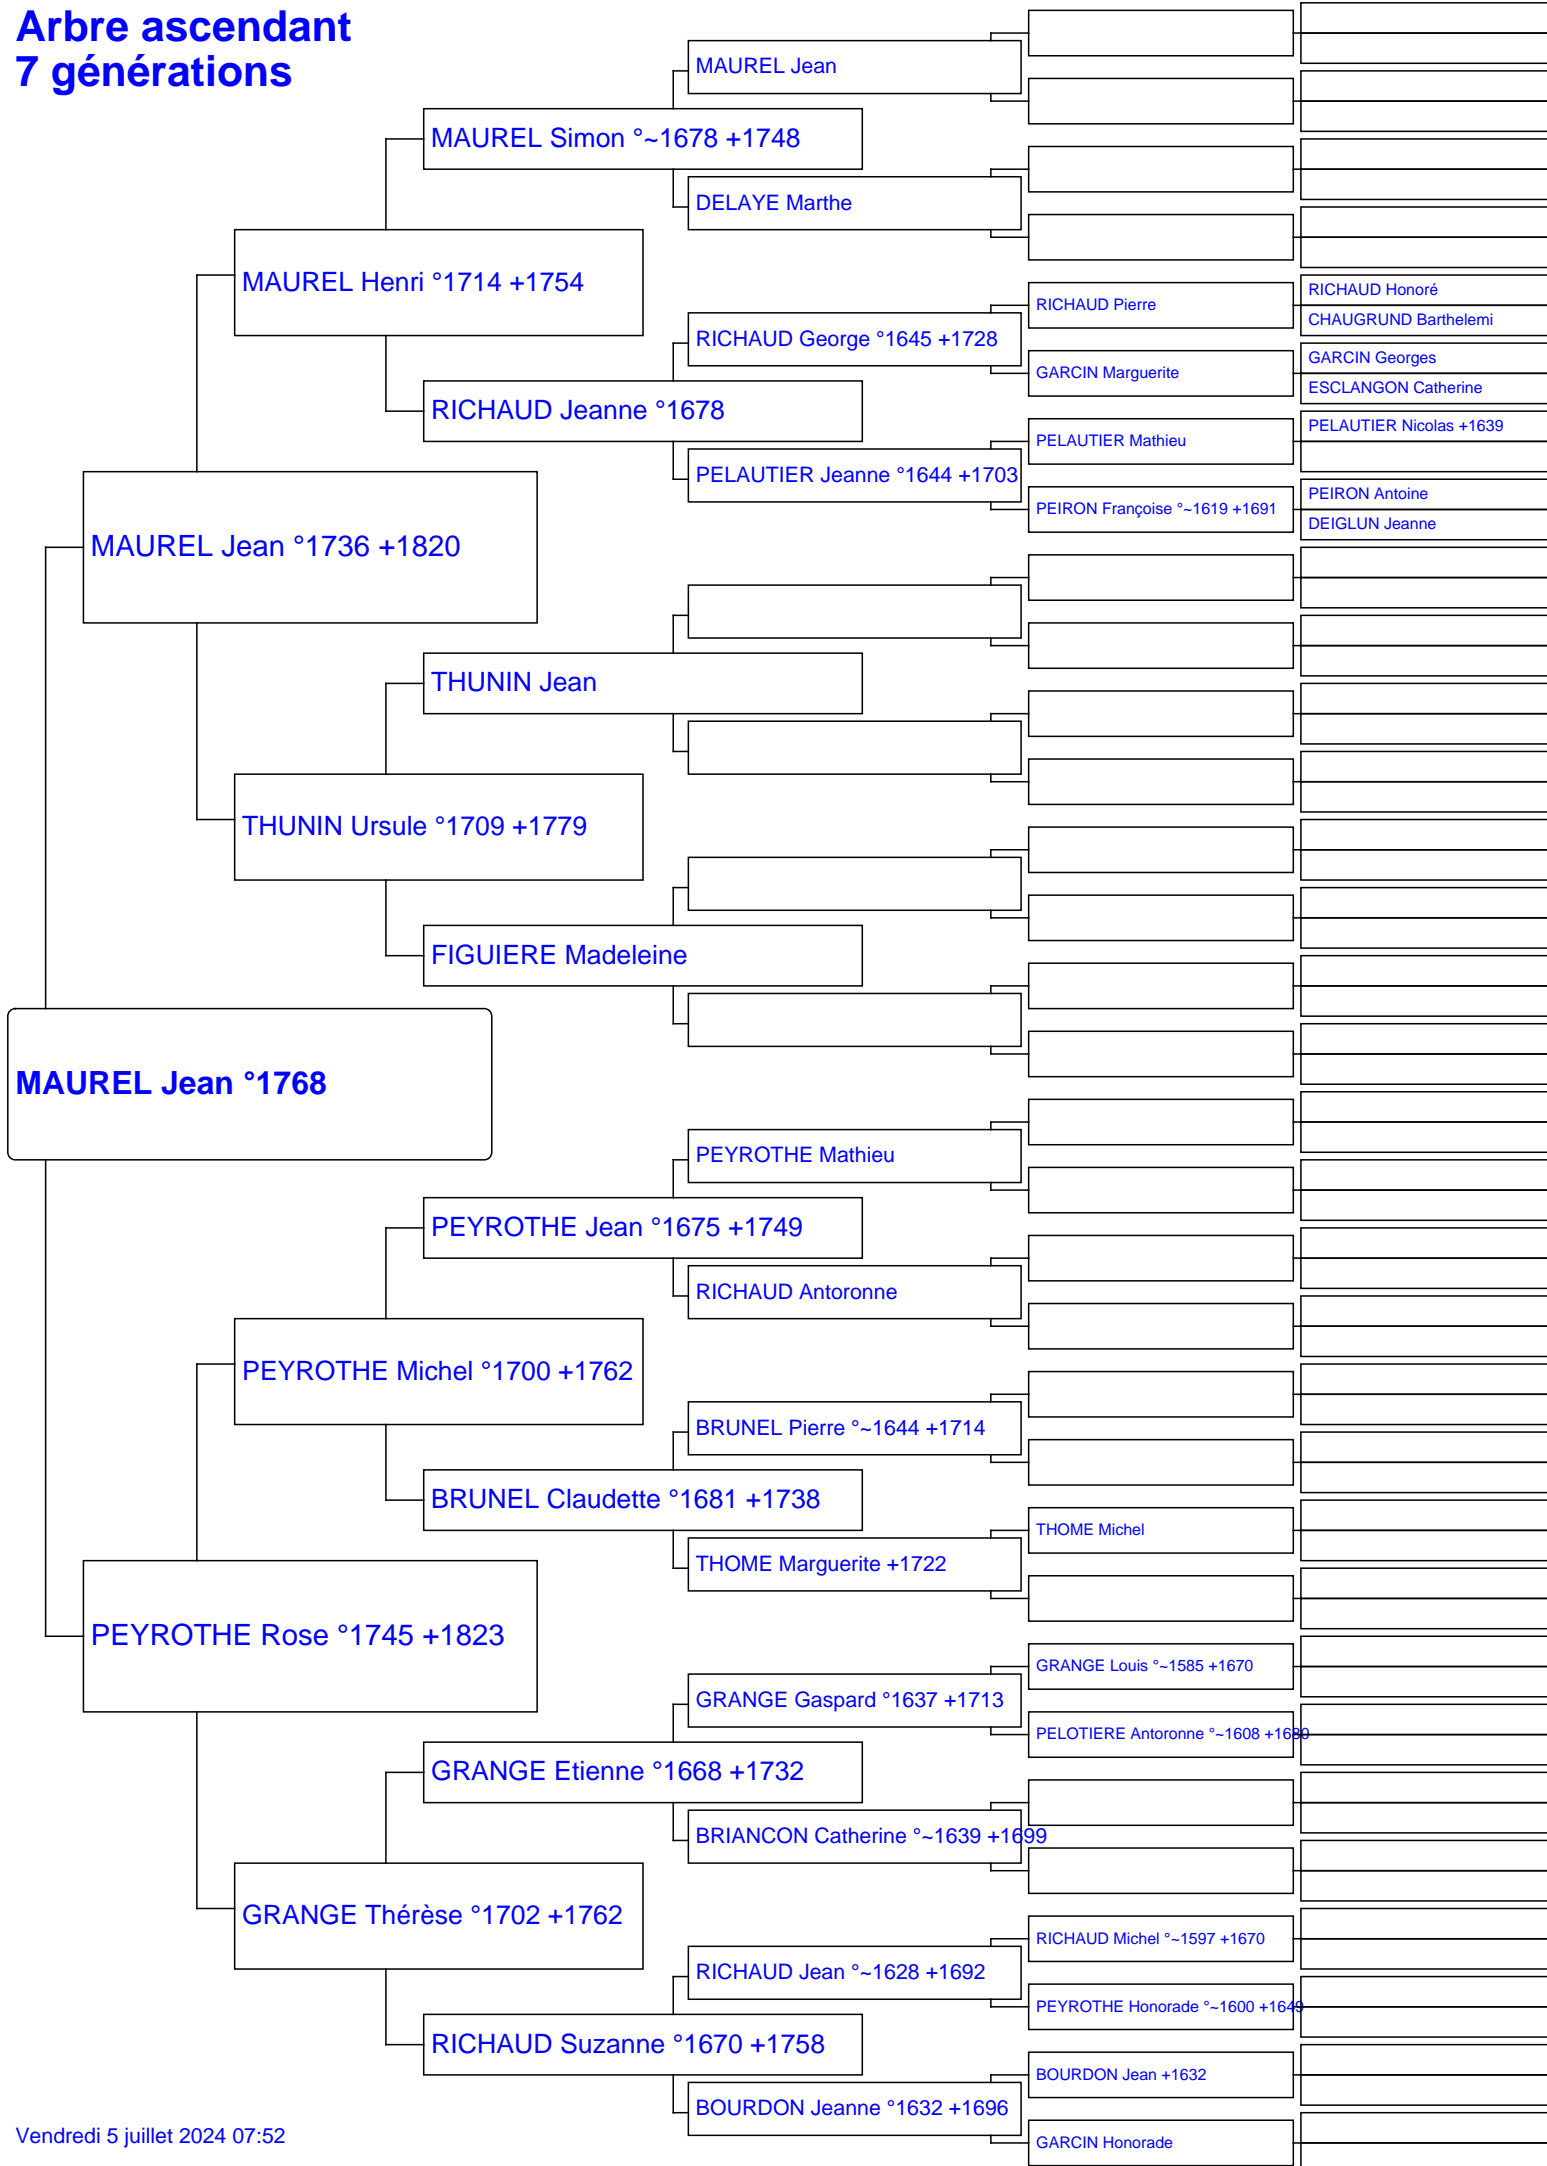 Arbre ascendant
7 générations
MAUREL Jean
MAUREL Simon °~1678 +1748
DELAYE Marthe
MAUREL Henri °1714 +1754
RICHAUD Pierre
RICHAUD Honoré
CHAUGRUND Barthelemi
RICHAUD George °1645 +1728
GARCIN Marguerite
GARCIN Georges
ESCLANGON Catherine
RICHAUD Jeanne °1678
PELAUTIER Mathieu
PELAUTIER Nicolas +1639
PELAUTIER Jeanne °1644 +1703
PEIRON Françoise °~1619 +1691
PEIRON Antoine
DEIGLUN Jeanne
MAUREL Jean °1736 +1820
THUNIN Jean
THUNIN Ursule °1709 +1779
FIGUIERE Madeleine
MAUREL Jean °1768
PEYROTHE Mathieu
PEYROTHE Jean °1675 +1749
RICHAUD Antoronne
PEYROTHE Michel °1700 +1762
BRUNEL Pierre °~1644 +1714
BRUNEL Claudette °1681 +1738
THOME Michel
THOME Marguerite +1722
PEYROTHE Rose °1745 +1823
GRANGE Louis °~1585 +1670
GRANGE Gaspard °1637 +1713
PELOTIERE Antoronne °~1608 +1680
GRANGE Etienne °1668 +1732
BRIANCON Catherine °~1639 +1699
GRANGE Thérèse °1702 +1762
RICHAUD Michel °~1597 +1670
RICHAUD Jean °~1628 +1692
PEYROTHE Honorade °~1600 +1649
RICHAUD Suzanne °1670 +1758
BOURDON Jean +1632
BOURDON Jeanne °1632 +1696
GARCIN Honorade
Vendredi 5 juillet 2024 07:52